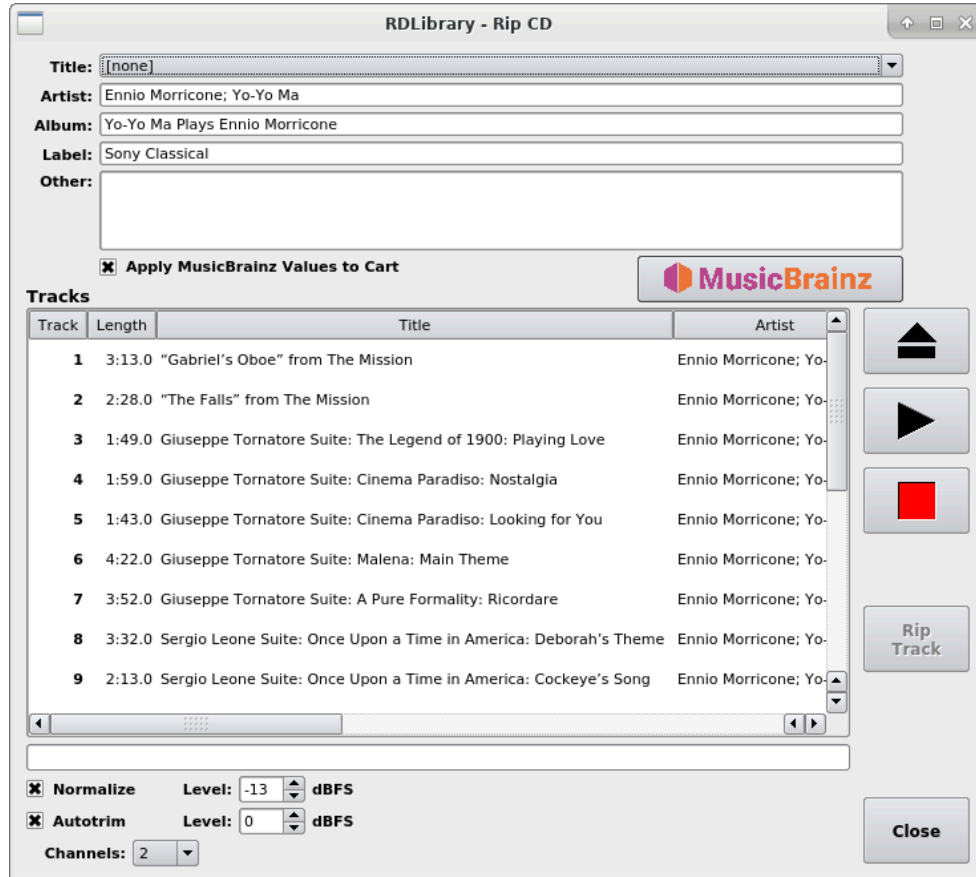 RDLibrary - Rip CD
Title: [none]
Artist: Ennio Morricone; Yo-Yo Ma
Album: Yo-Yo Ma Plays Ennio Morricone
Label: Sony Classical
Other:
Apply MusicBrainz Values to Cart
MusicBrainz
Tracks
Track Length Title Artist
1 3:13.0 “Gabriel’s Oboe” from The Mission Ennio Morricone; Yo-
2 2:28.0 “The Falls” from The Mission Ennio Morricone; Yo-
3 1:49.0 Giuseppe Tornatore Suite: The Legend of 1900: Playing Love Ennio Morricone; Yo-
4 1:59.0 Giuseppe Tornatore Suite: Cinema Paradiso: Nostalgia Ennio Morricone; Yo-
5 1:43.0 Giuseppe Tornatore Suite: Cinema Paradiso: Looking for You Ennio Morricone; Yo-
6 4:22.0 Giuseppe Tornatore Suite: Malena: Main Theme Ennio Morricone; Yo-
7 3:52.0 Giuseppe Tornatore Suite: A Pure Formality: Ricordare Ennio Morricone; Yo-
8 3:32.0 Sergio Leone Suite: Once Upon a Time in America: Deborah’s Theme Ennio Morricone; Yo-
9 2:13.0 Sergio Leone Suite: Once Upon a Time in America: Cockeye’s Song Ennio Morricone; Yo-
Rip
Track
Normalize Level: -13 dBFS
Autotrim Level: 0 dBFS
Channels: 2
Close